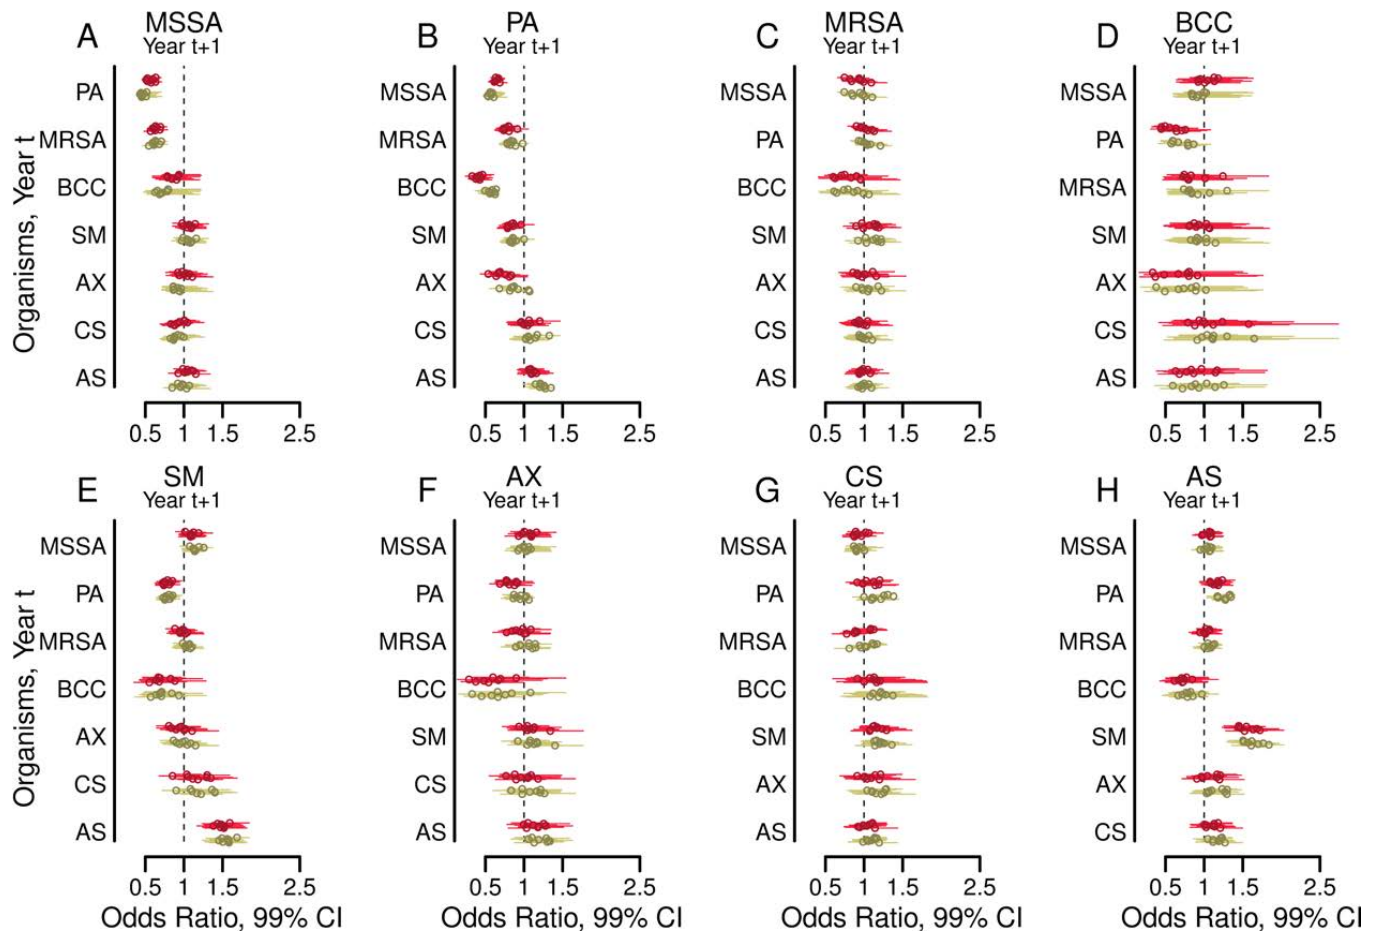 A MSSA B PA C MRSA D BCC
Year t+1 Year t+1 Year t+1 Year t+1
Organisms, Year t
PA MSSA MSSA MSSA
MRSA MRSA PA PA
BCC BCC BCC MRSA
SM SM SM SM
AX AX AX AX
CS CS CS CS
AS AS AS AS
0.5 1 1.5 2.5 0.5 1 1.5 2.5 0.5 1 1.5 2.5 0.5 1 1.5 2.5
E SM F AX G CS H AS
Year t+1 Year t+1 Year t+1 Year t+1
Organisms, Year t
MSSA MSSA MSSA MSSA
PA PA PA PA
MRSA MRSA MRSA MRSA
BCC BCC BCC BCC
AX SM SM SM
CS CS AX AX
AS AS AS CS
0.5 1 1.5 2.5 0.5 1 1.5 2.5 0.5 1 1.5 2.5 0.5 1 1.5 2.5
Odds Ratio, 99% CI Odds Ratio, 99% CI Odds Ratio, 99% CI Odds Ratio, 99% CI